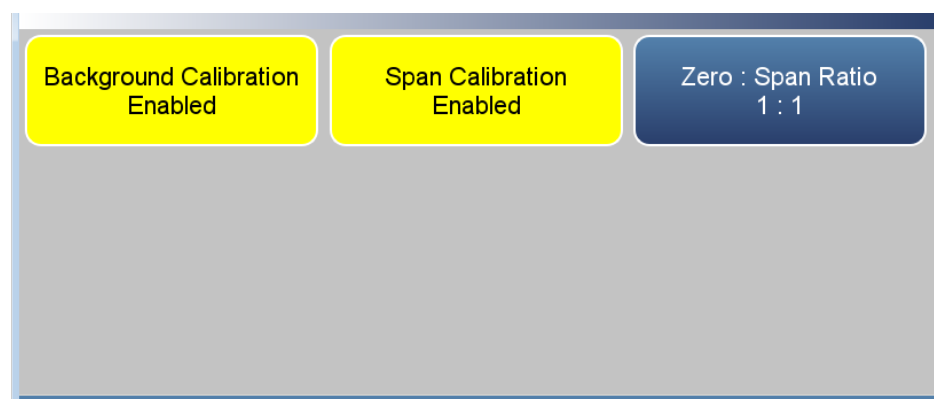 Background Calibration
Enabled
Span Calibration
Enabled
Zero : Span Ratio
1 : 1